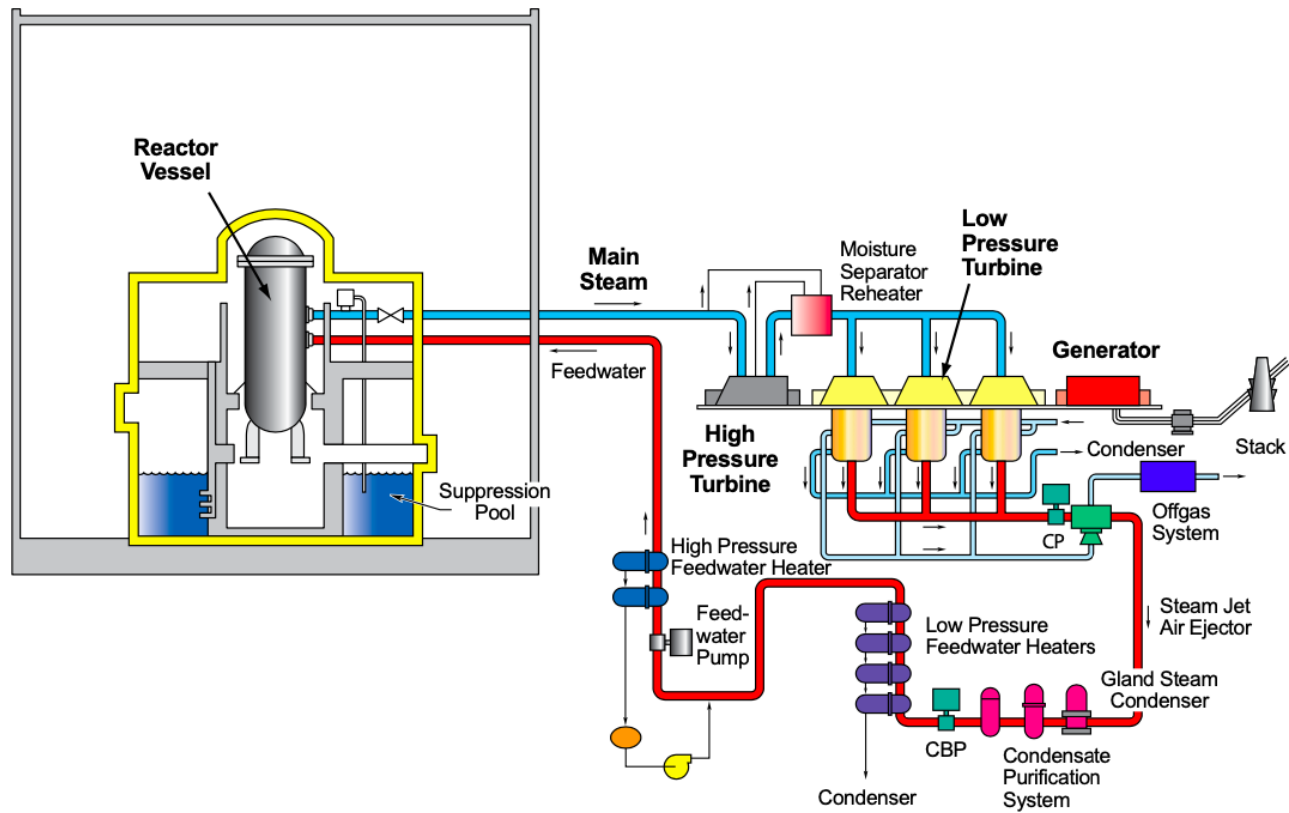 Reactor
Vessel
Main
Steam
Moisture
Separator
Reheater
Low
Pressure
Turbine
Feedwater
Generator
High
Pressure
Turbine
Condenser
Stack
Suppression
Pool
Offgas
System
CP
High Pressure
Feedwater Heater
Feed-
water
Pump
Low Pressure
Feedwater Heaters
Steam Jet
Air Ejector
Gland Steam
Condenser
CBP
Condensate
Purification
System
Condenser